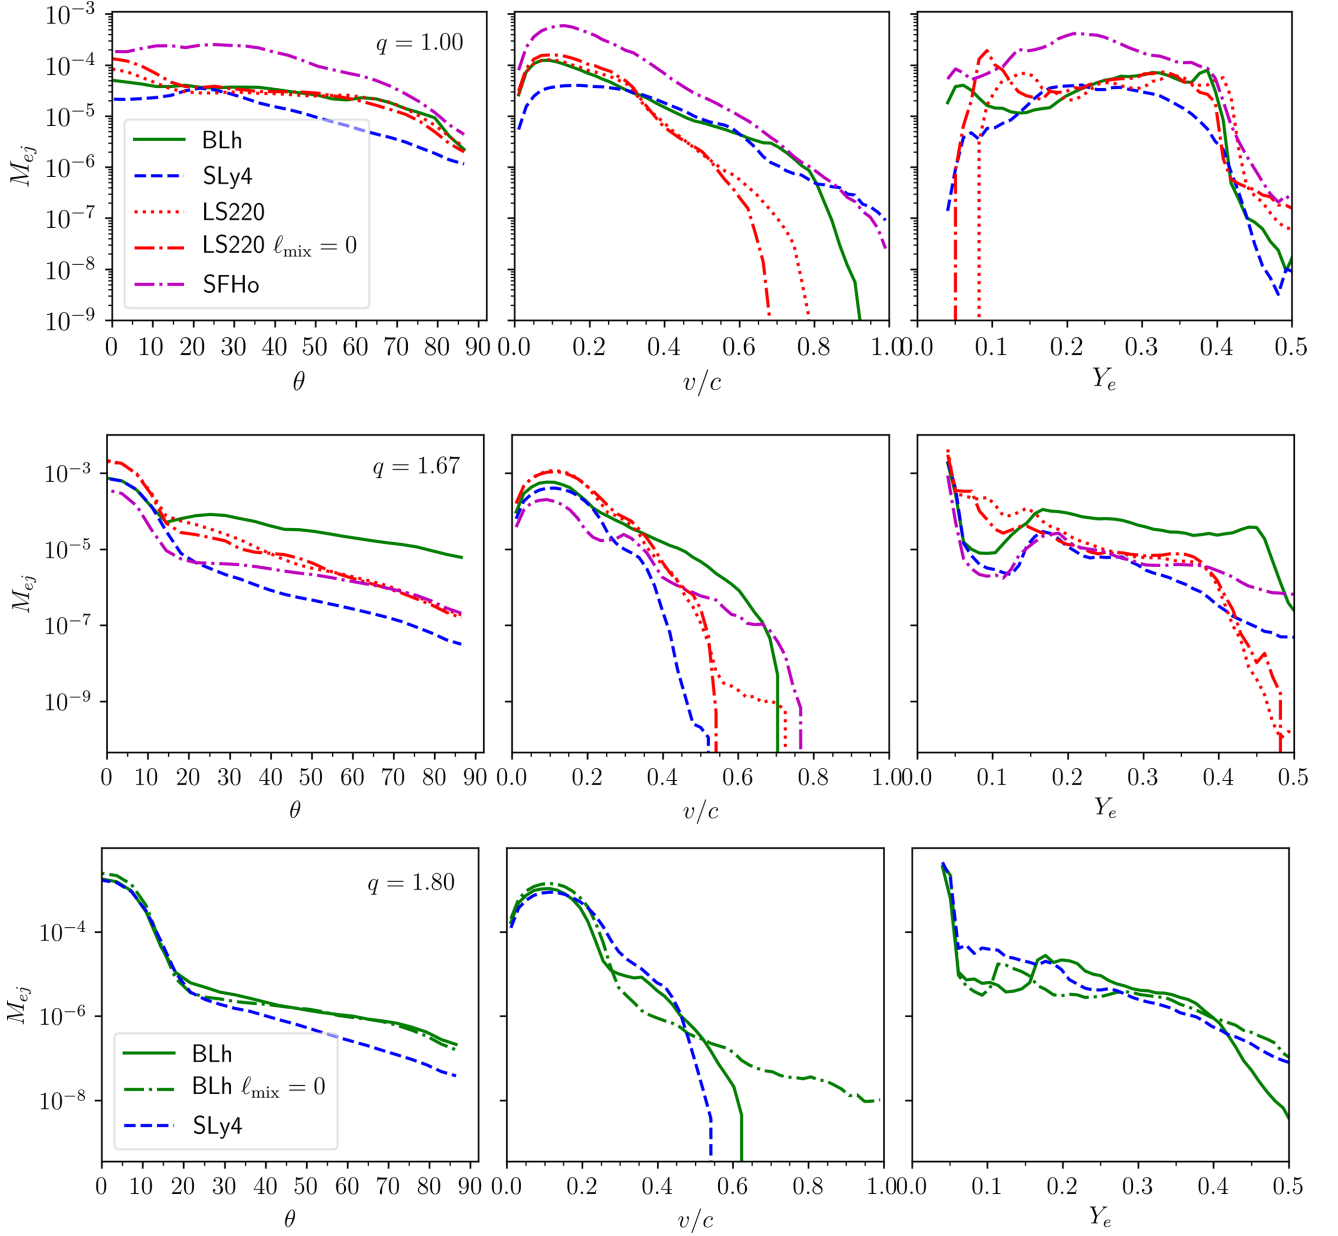 10⁻³
10⁻⁴
10⁻⁵
10⁻⁶
10⁻⁷
10⁻⁸
10⁻⁹
M_ej
q = 1.00
BLh
SLy4
LS220
LS220 ℓ_mix = 0
SFHo
0 10 20 30 40 50 60 70 80 90
θ
0.0 0.2 0.4 0.6 0.8 1.0
v/c
0.0 0.1 0.2 0.3 0.4 0.5
Y_e
10⁻³
10⁻⁵
10⁻⁷
10⁻⁹
M_ej
q = 1.67
0 10 20 30 40 50 60 70 80 90
θ
0.0 0.2 0.4 0.6 0.8 1.0
v/c
0.0 0.1 0.2 0.3 0.4 0.5
Y_e
10⁻⁴
10⁻⁶
10⁻⁸
M_ej
q = 1.80
BLh
BLh ℓ_mix = 0
SLy4
0 10 20 30 40 50 60 70 80 90
θ
0.0 0.2 0.4 0.6 0.8 1.0
v/c
0.0 0.1 0.2 0.3 0.4 0.5
Y_e